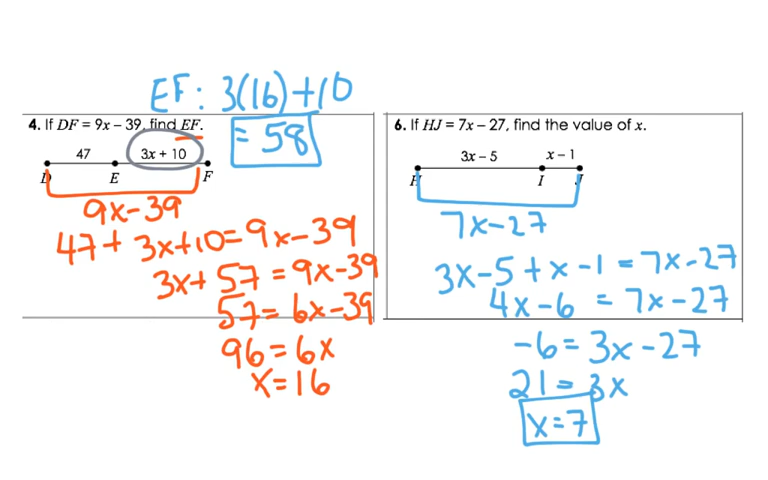 EF: 3(16)+10
= 58
4. If DF = 9x – 39, find EF.
47
3x + 10
D
E
F
9x-39
47+ 3x+10=9x-39
3x+ 57 = 9x-39
57= 6x-39
96=6x
x=16
6. If HJ = 7x – 27, find the value of x.
3x – 5
x – 1
H
I
J
7x-27
3x-5+x-1=7x-27
4x-6 = 7x-27
-6= 3x-27
21= 3x
x=7